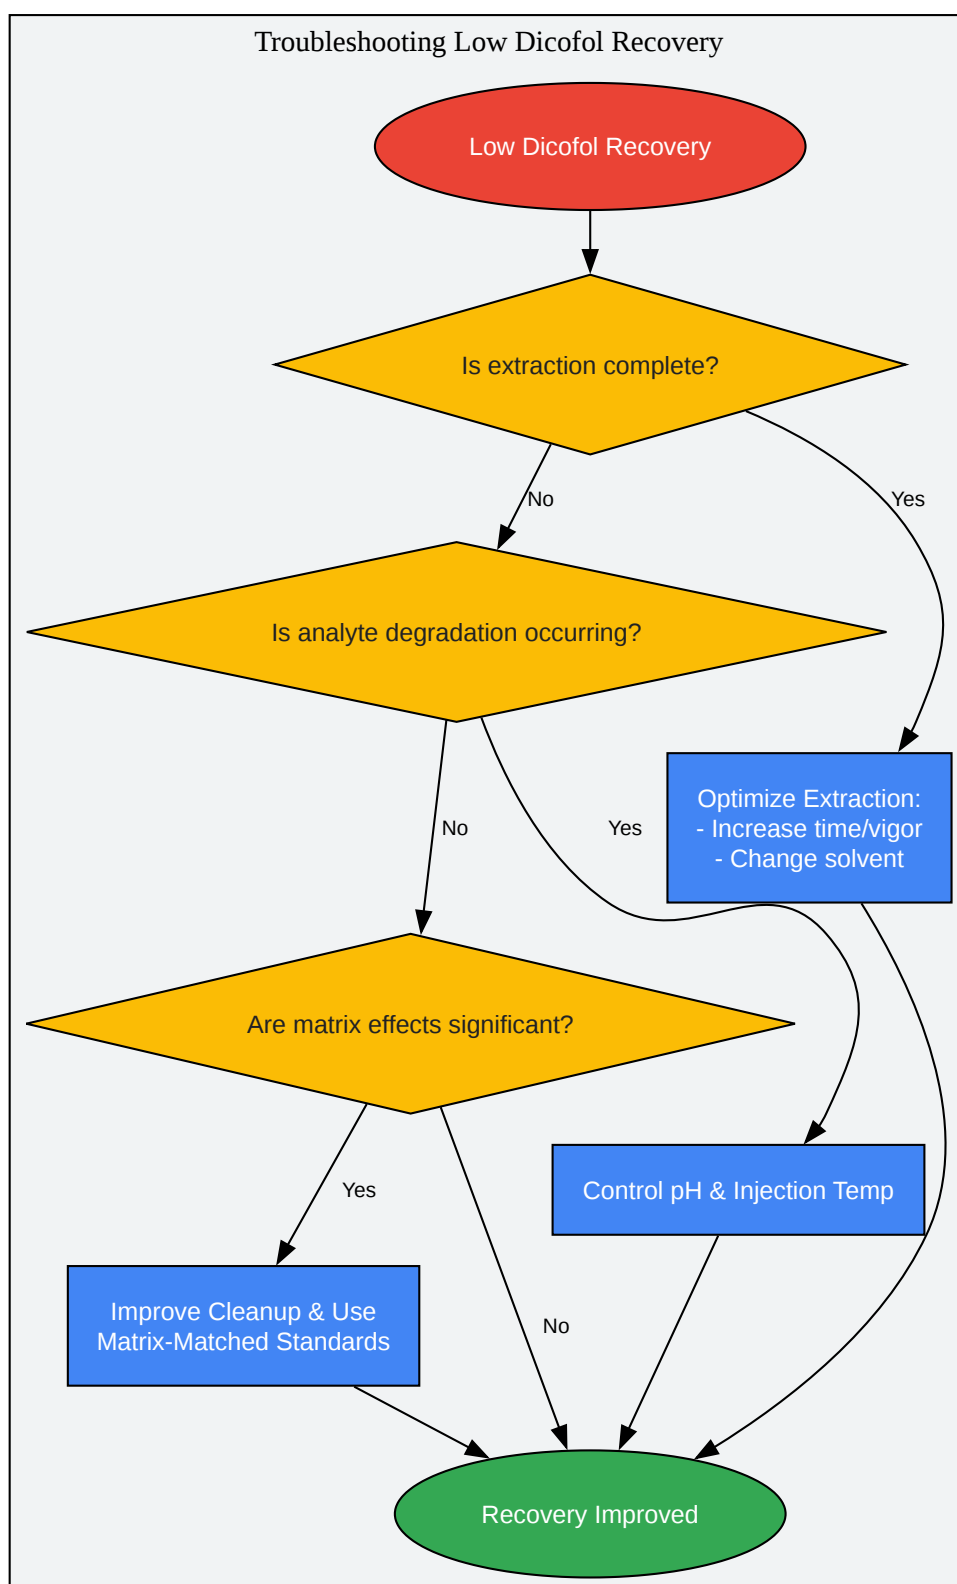 Troubleshooting Low Dicofol Recovery
Low Dicofol Recovery
Is extraction complete?
No
Yes
Is analyte degradation occurring?
Optimize Extraction:
- Increase time/vigor
- Change solvent
No
Yes
Are matrix effects significant?
Yes
Control pH & Injection Temp
Improve Cleanup & Use
Matrix-Matched Standards
No
Recovery Improved